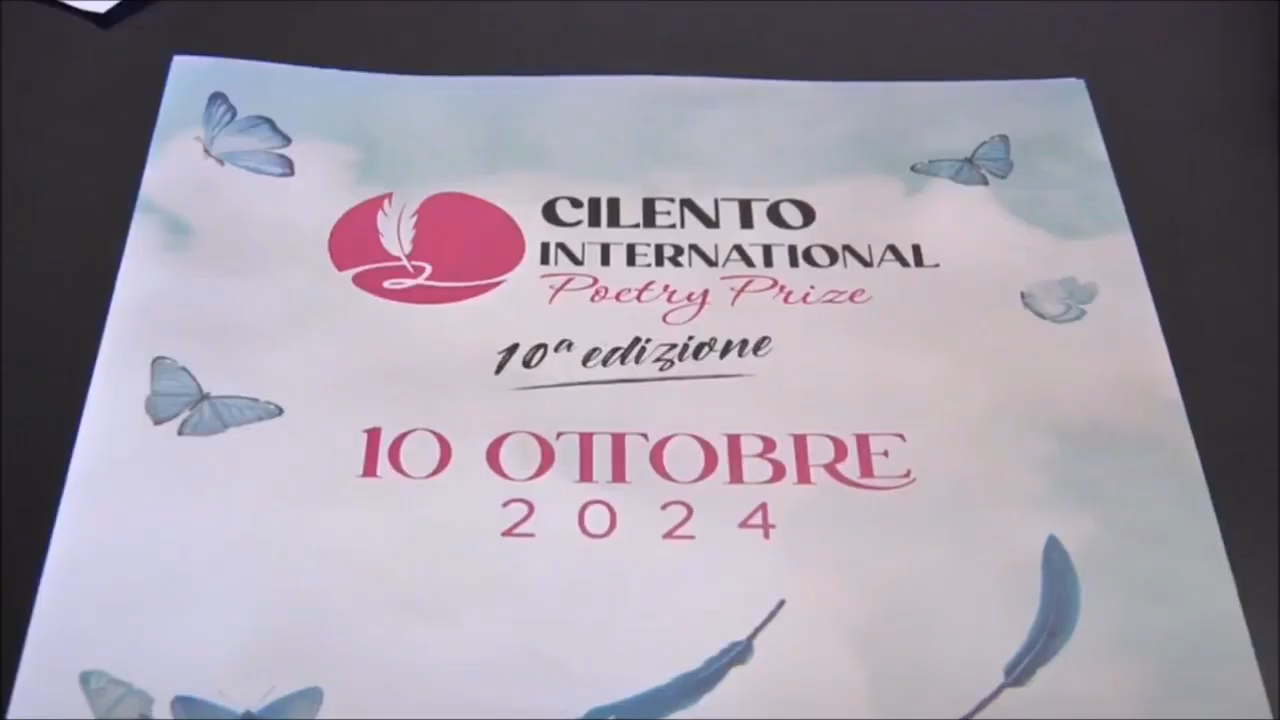 CILENTO
INTERNATIONAL
Poetry Prize
10ª edizione
10 OTTOBRE
2024